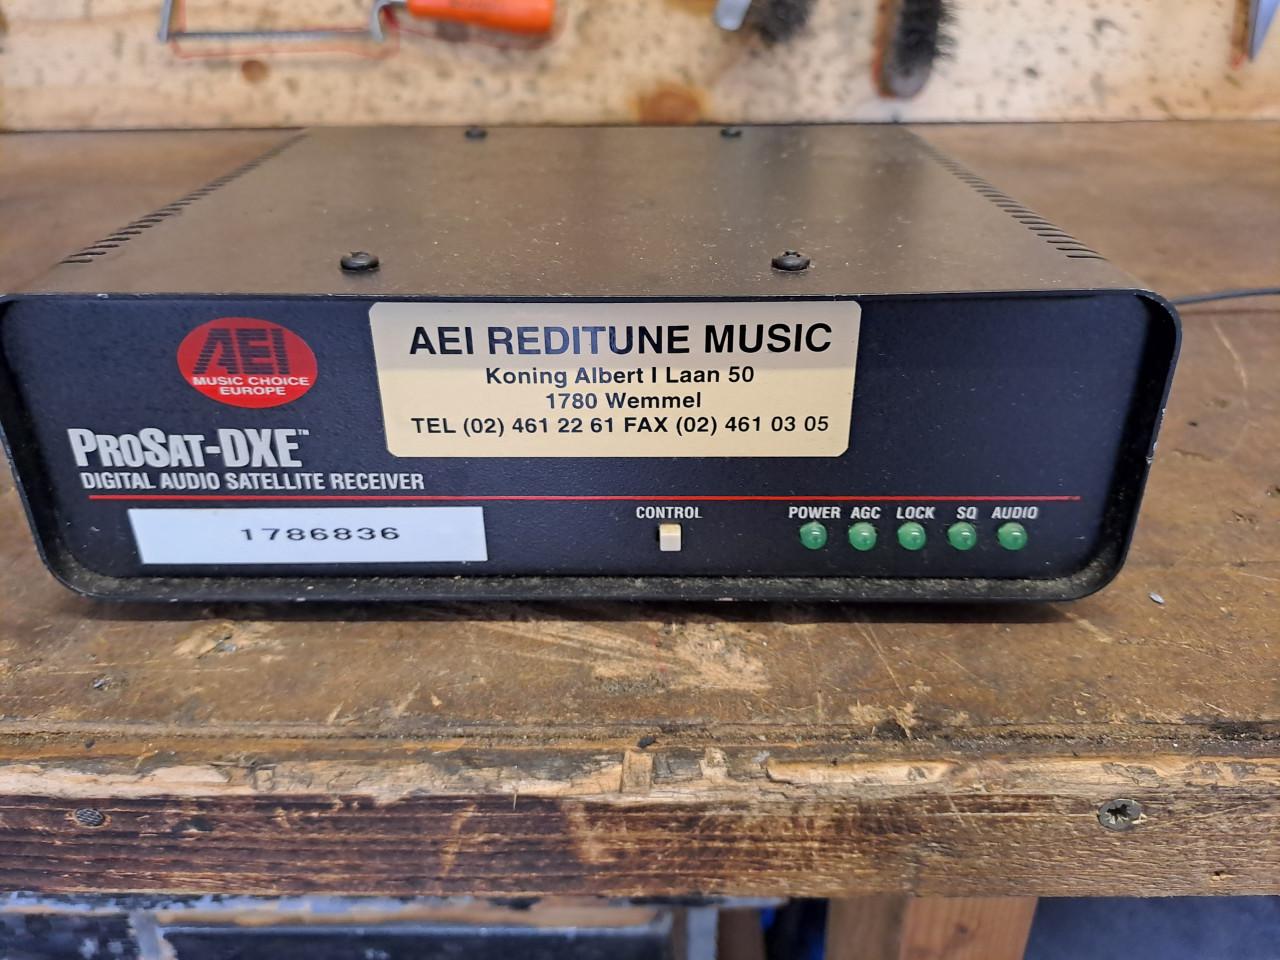 AEI
MUSIC CHOICE
EUROPE
AEI REDITUNE MUSIC
Koning Albert I Laan 50
1780 Wemmel
TEL (02) 461 22 61 FAX (02) 461 03 05
PROSAT-DXE™
DIGITAL AUDIO SATELLITE RECEIVER
1786836
CONTROL
POWER AGC LOCK SQ AUDIO